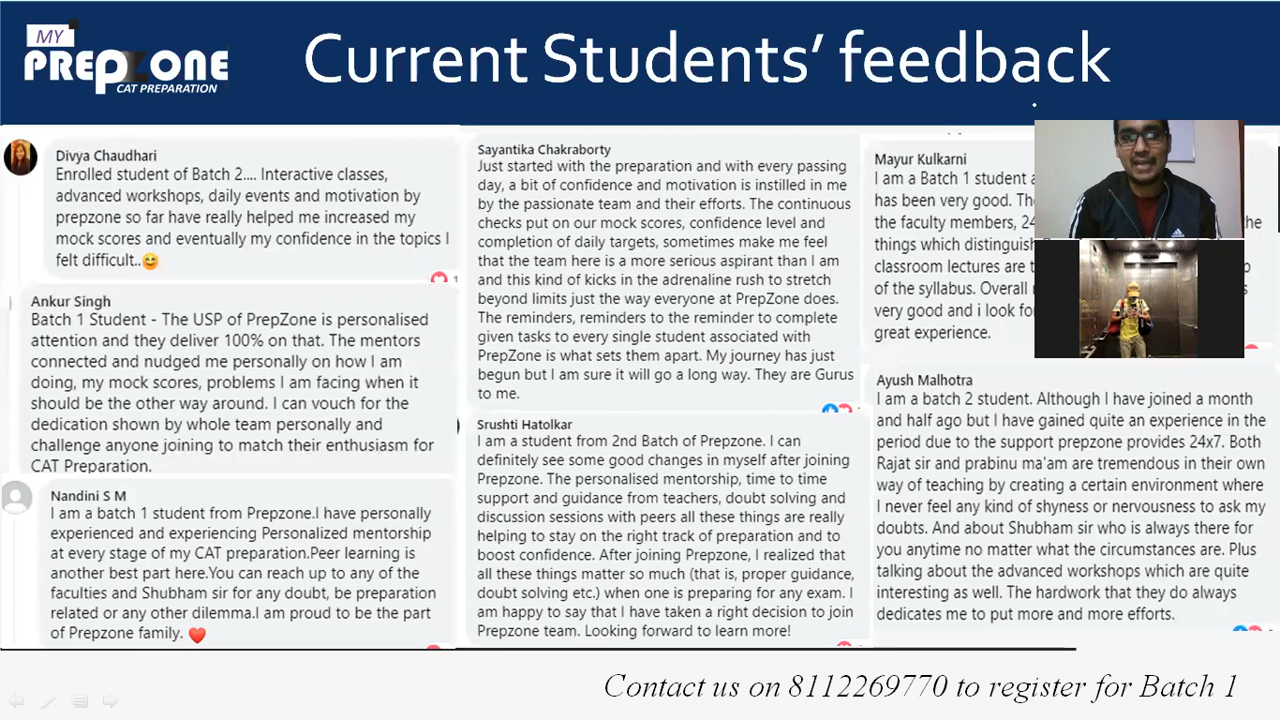 MY
PREPZONE
CAT PREPARATION
Current Students' feedback
Divya Chaudhari
Enrolled student of Batch 2.... Interactive classes,
advanced workshops, daily events and motivation by
prepzone so far have really helped me increased my
mock scores and eventually my confidence in the topics I
felt difficult..😊
Ankur Singh
Batch 1 Student - The USP of PrepZone is personalised
attention and they deliver 100% on that. The mentors
connected and nudged me personally on how I am
doing, my mock scores, problems I am facing when it
should be the other way around. I can vouch for the
dedication shown by whole team personally and
challenge anyone joining to match their enthusiasm for
CAT Preparation.
Nandini S M
I am a batch 1 student from Prepzone.I have personally
experienced and experiencing Personalized mentorship
at every stage of my CAT preparation.Peer learning is
another best part here.You can reach up to any of the
faculties and Shubham sir for any doubt, be preparation
related or any other dilemma.I am proud to be the part
of Prepzone family. ❤️
Sayantika Chakraborty
Just started with the preparation and with every passing
day, a bit of confidence and motivation is instilled in me
by the passionate team and their efforts. The continuous
checks put on our mock scores, confidence level and
completion of daily targets, sometimes make me feel
that the team here is a more serious aspirant than I am
and this kind of kicks in the adrenaline rush to stretch
beyond limits just the way everyone at PrepZone does.
The reminders, reminders to the reminder to complete
given tasks to every single student associated with
PrepZone is what sets them apart. My journey has just
begun but I am sure it will go a long way. They are Gurus
to me.
Srushti Hatolkar
I am a student from 2nd Batch of Prepzone. I can
definitely see some good changes in myself after joining
Prepzone. The personalised mentorship, time to time
support and guidance from teachers, doubt solving and
discussion sessions with peers all these things are really
helping to stay on the right track of preparation and to
boost confidence. After joining Prepzone, I realized that
all these things matter so much (that is, proper guidance,
doubt solving etc.) when one is preparing for any exam. I
am happy to say that I have taken a right decision to join
Prepzone team. Looking forward to learn more!
Mayur Kulkarni
I am a Batch 1 student
has been very good. The
the faculty members, the
things which distinguish
classroom lectures are
of the syllabus. Overall
very good and i look
great experience.
Ayush Malhotra
I am a batch 2 student. Although I have joined a month
and half ago but I have gained quite an experience in the
period due to the support prepzone provides 24x7. Both
Rajat sir and prabinu ma'am are tremendous in their own
way of teaching by creating a certain environment where
I never feel any kind of shyness or nervousness to ask my
doubts. And about Shubham sir who is always there for
you anytime no matter what the circumstances are. Plus
talking about the advanced workshops which are quite
interesting as well. The hardwork that they do always
dedicates me to put more and more efforts.
Contact us on 8112269770 to register for Batch 1